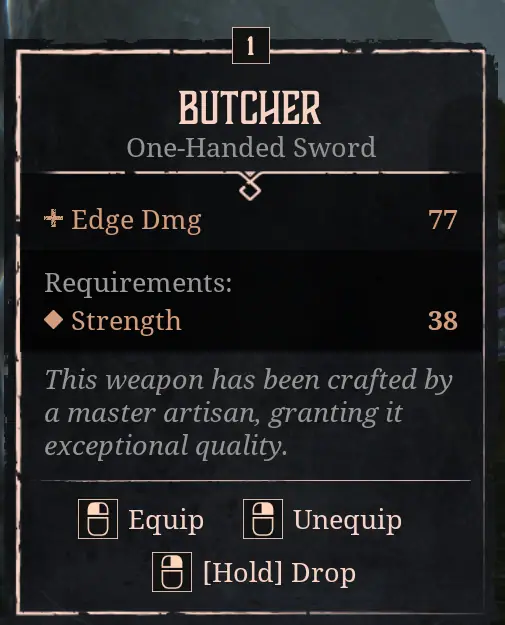 1
BUTCHER
One-Handed Sword
Edge Dmg 77
Requirements:
Strength 38
This weapon has been crafted by
a master artisan, granting it
exceptional quality.
Equip Unequip
[Hold] Drop